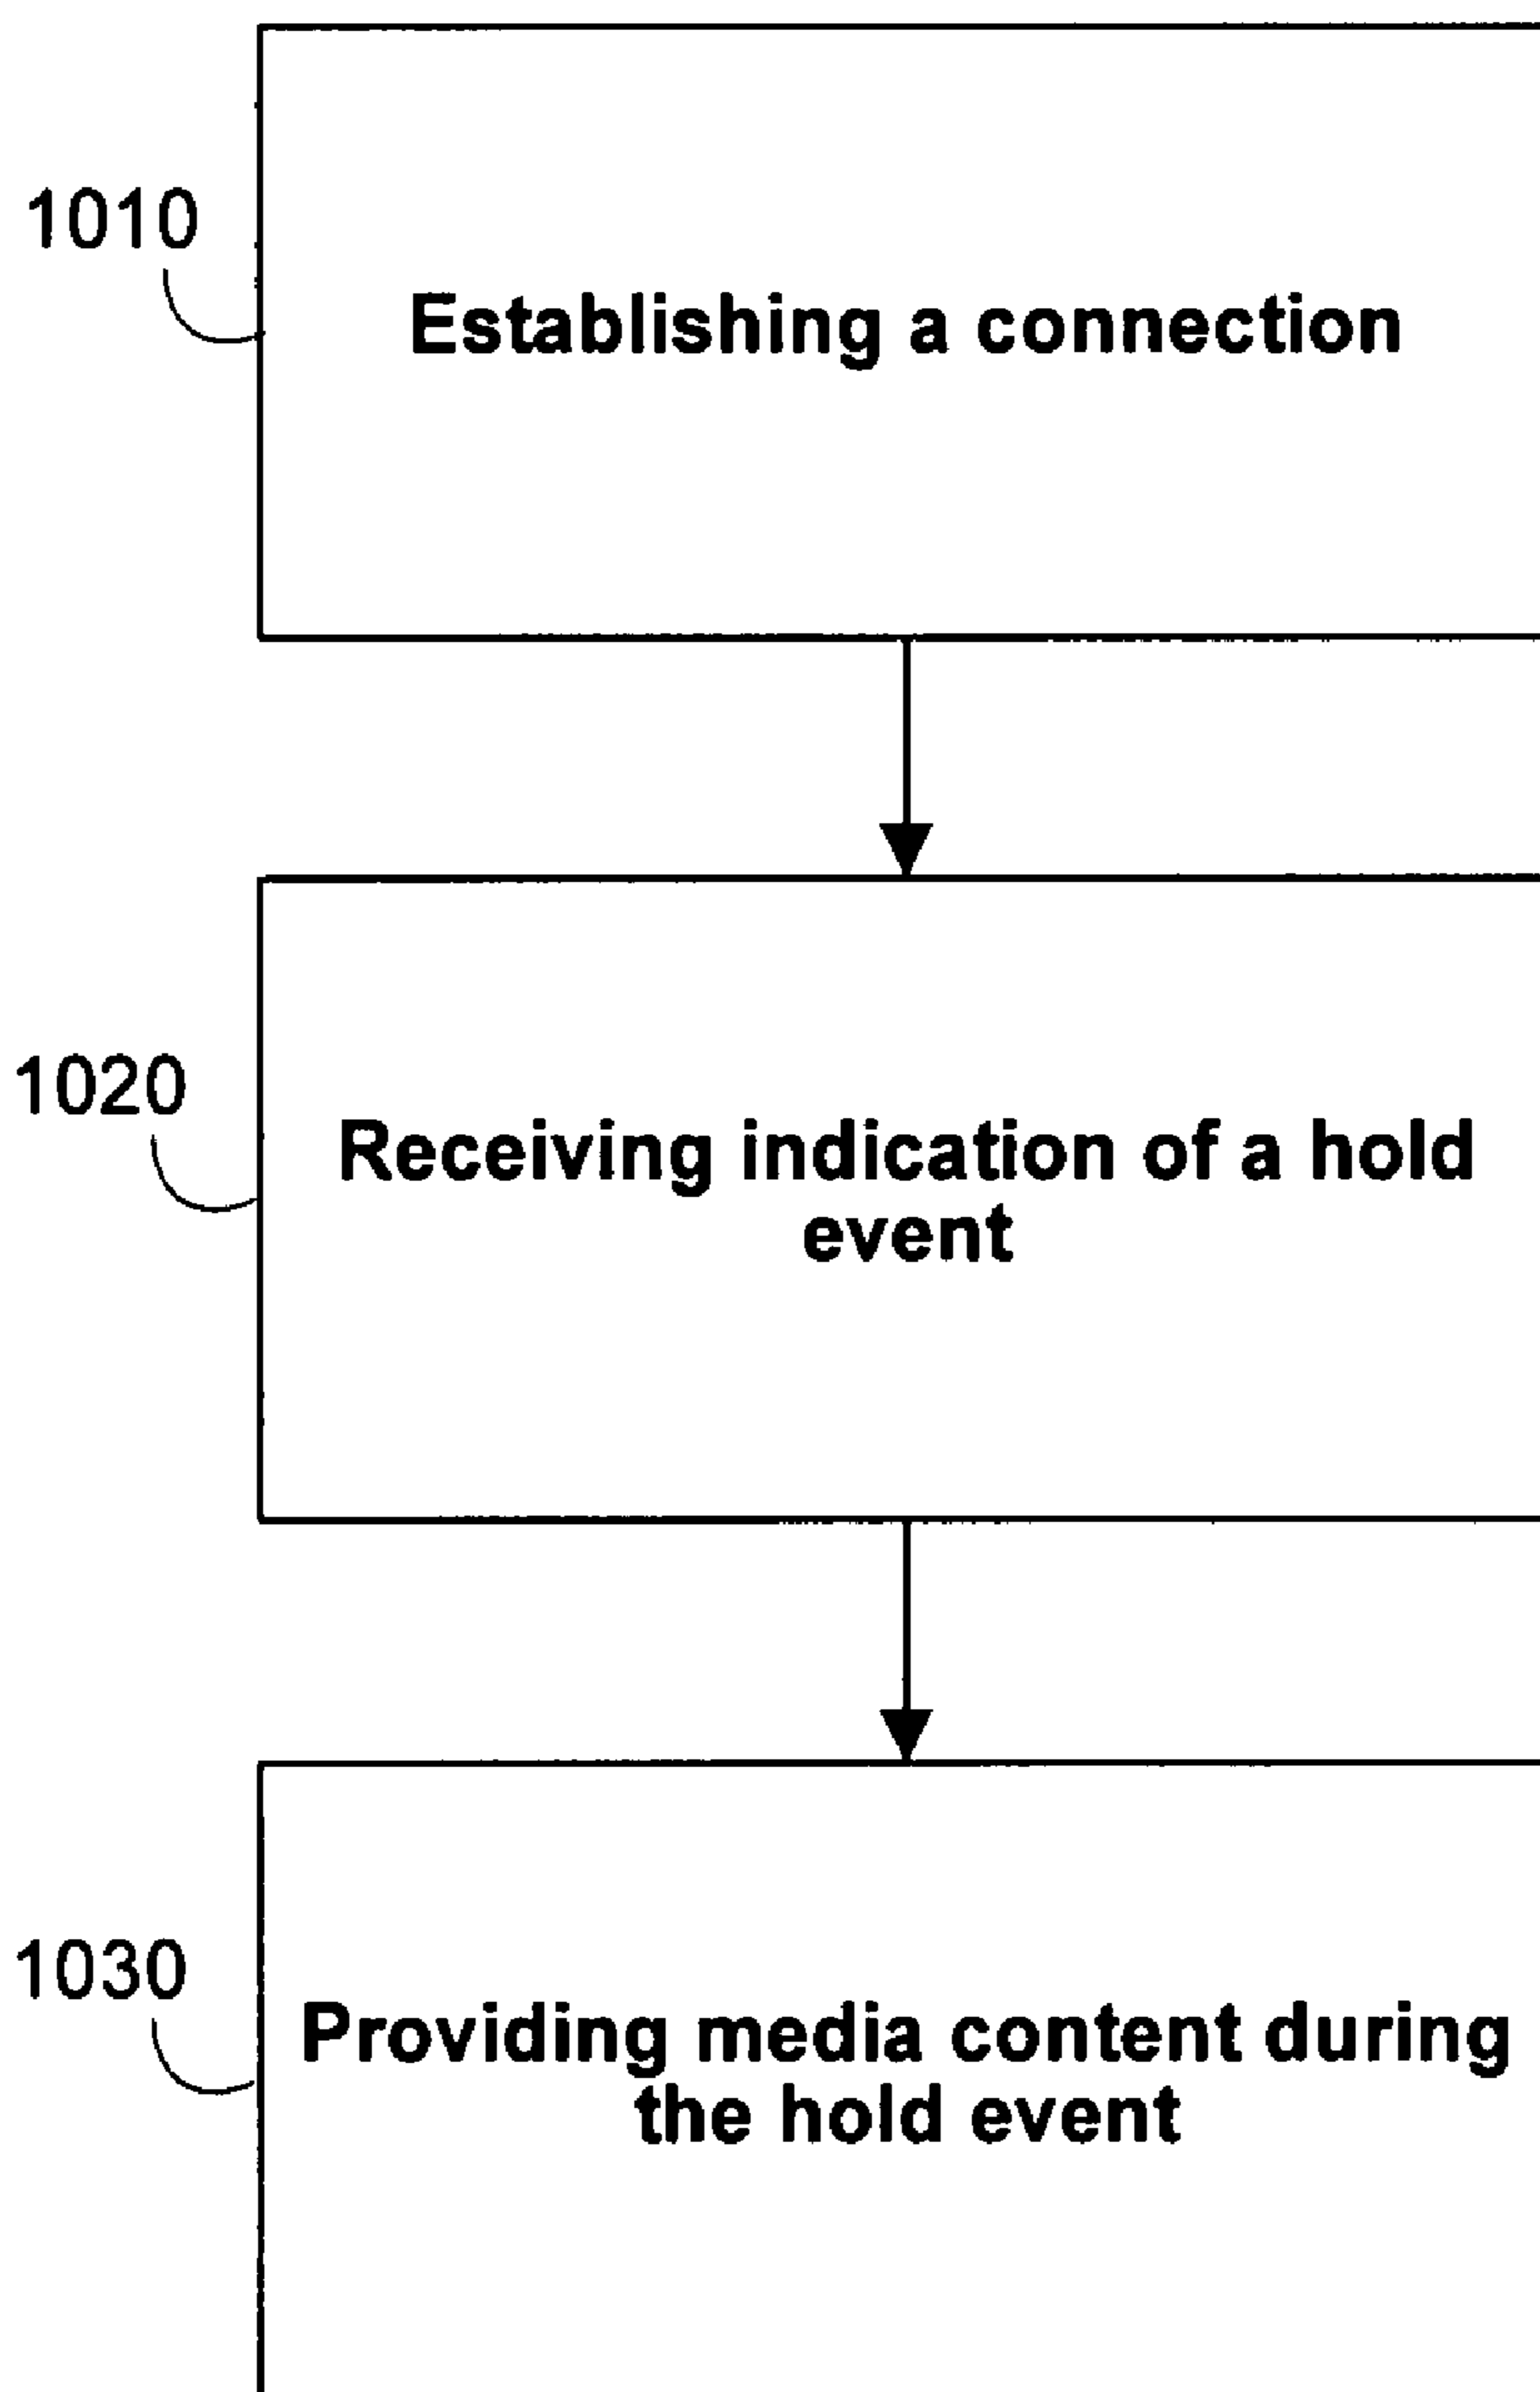 1010
Establishing a connection
1020
Receiving indication of a hold
event
1030
Providing media content during
the hold event